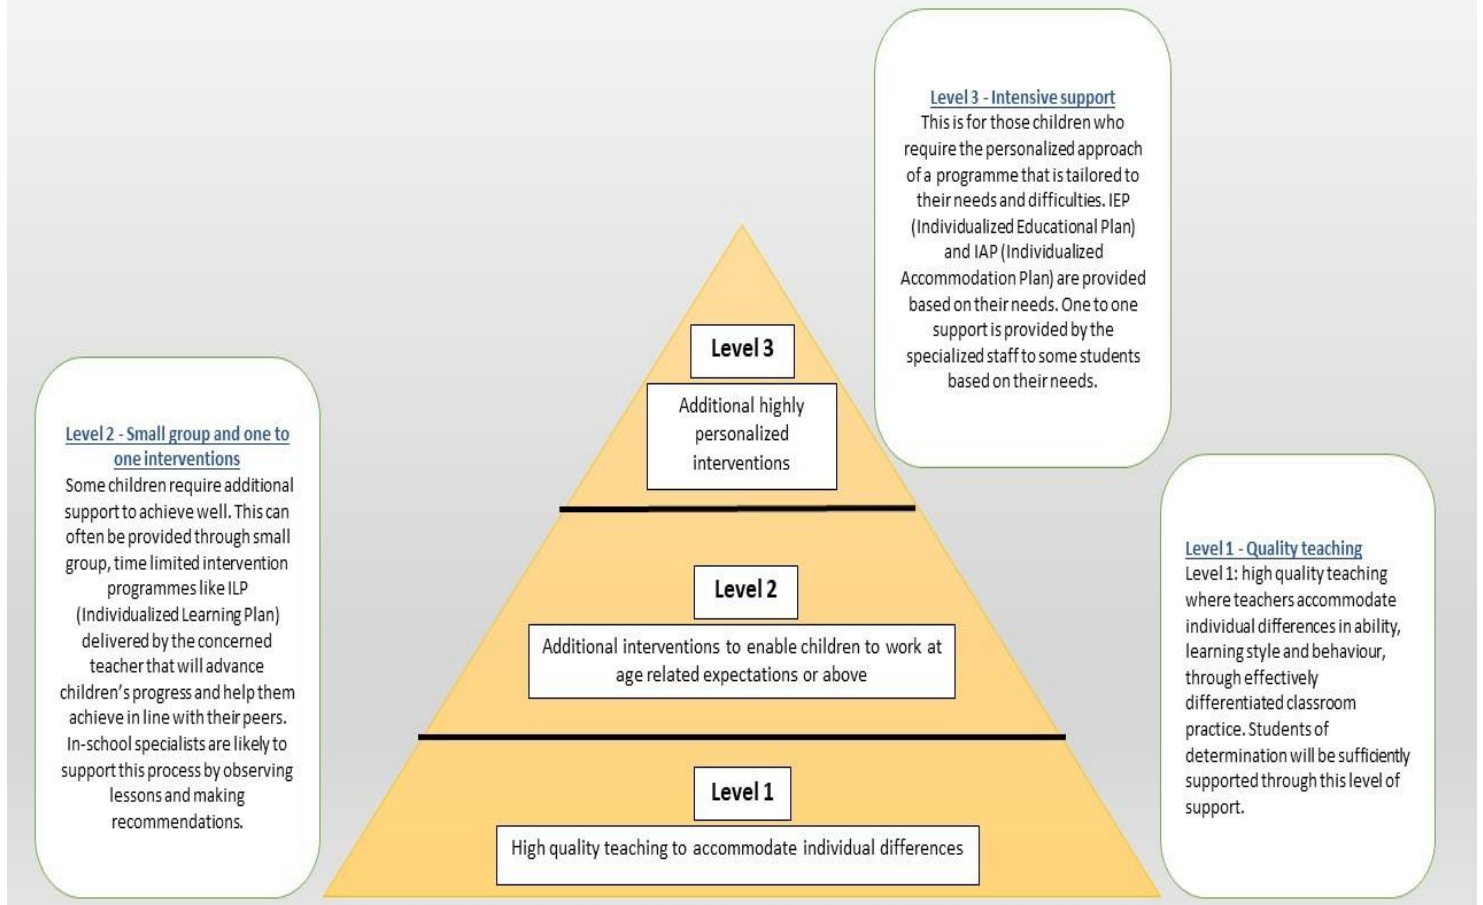 Level 3 - Intensive support
This is for those children who
require the personalized approach
of a programme that is tailored to
their needs and difficulties. IEP
(Individualized Educational Plan)
and IAP (Individualized
Accommodation Plan) are provided
based on their needs. One to one
support is provided by the
specialized staff to some students
based on their needs.
Level 3
Additional highly
personalized
interventions
Level 2 - Small group and one to
one interventions
Some children require additional
support to achieve well. This can
often be provided through small
group, time limited intervention
programmes like ILP
(Individualized Learning Plan)
delivered by the concerned
teacher that will advance
children's progress and help them
achieve in line with their peers.
In-school specialists are likely to
support this process by observing
lessons and making
recommendations.
Level 2
Additional interventions to enable children to work at
age related expectations or above
Level 1 - Quality teaching
Level 1: high quality teaching
where teachers accommodate
individual differences in ability,
learning style and behaviour,
through effectively
differentiated classroom
practice. Students of
determination will be sufficiently
supported through this level of
support.
Level 1
High quality teaching to accommodate individual differences